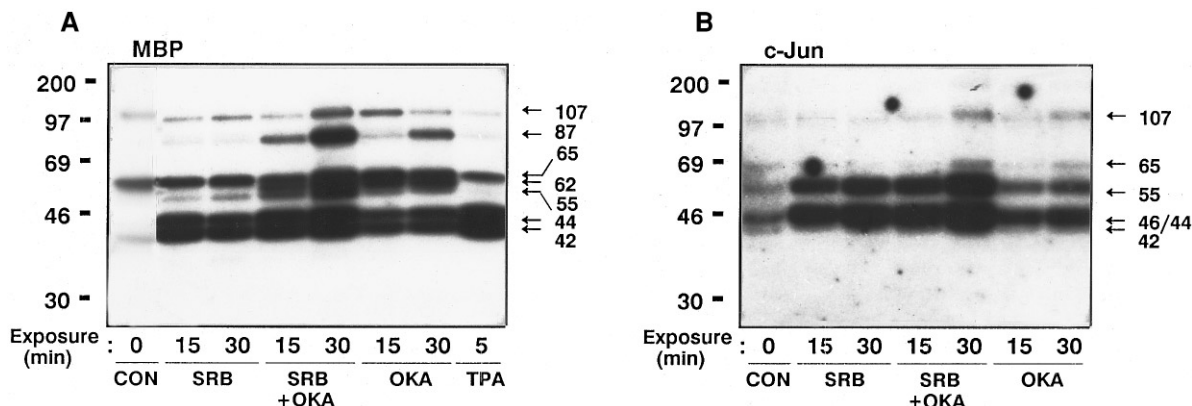 A
MBP
200
97
69
46
30
107
87
65
62
55
44
42
Exposure : 0 15 30 15 30 15 30 5
(min)
CON SRB SRB OKA TPA
+OKA
B
c-Jun
200
97
69
46
30
107
65
55
46/44
42
Exposure : 0 15 30 15 30 15 30
(min)
CON SRB SRB OKA
+OKA